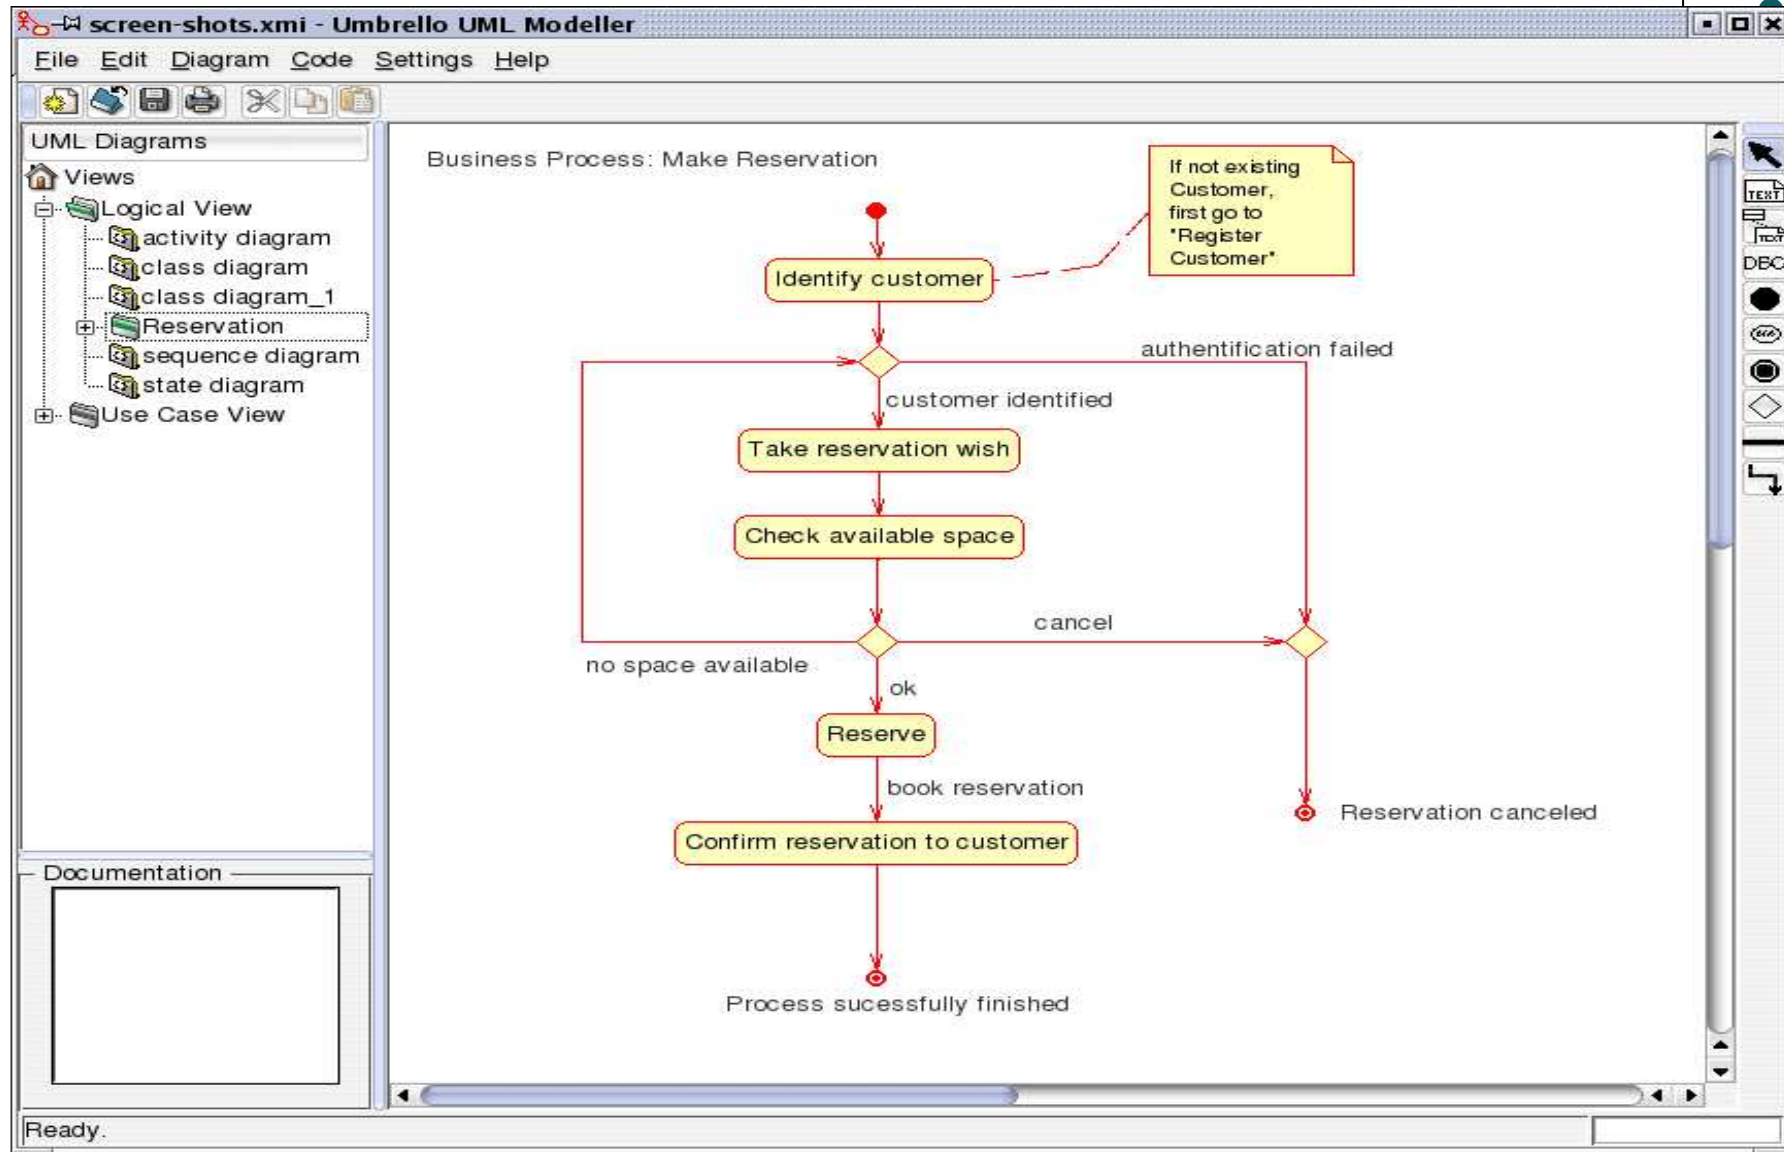 screen-shots.xmi - Umbrello UML Modeller
File Edit Diagram Code Settings Help
UML Diagrams
Views
Logical View
activity diagram
class diagram
class diagram_1
Reservation
sequence diagram
state diagram
Use Case View
Documentation
Business Process: Make Reservation
If not existing
Customer,
first go to
"Register
Customer"
Identify customer
authentification failed
customer identified
Take reservation wish
Check available space
cancel
no space available
ok
Reserve
book reservation
Reservation canceled
Confirm reservation to customer
Process sucessfully finished
TEXT
TEXT
DBC
Ready.